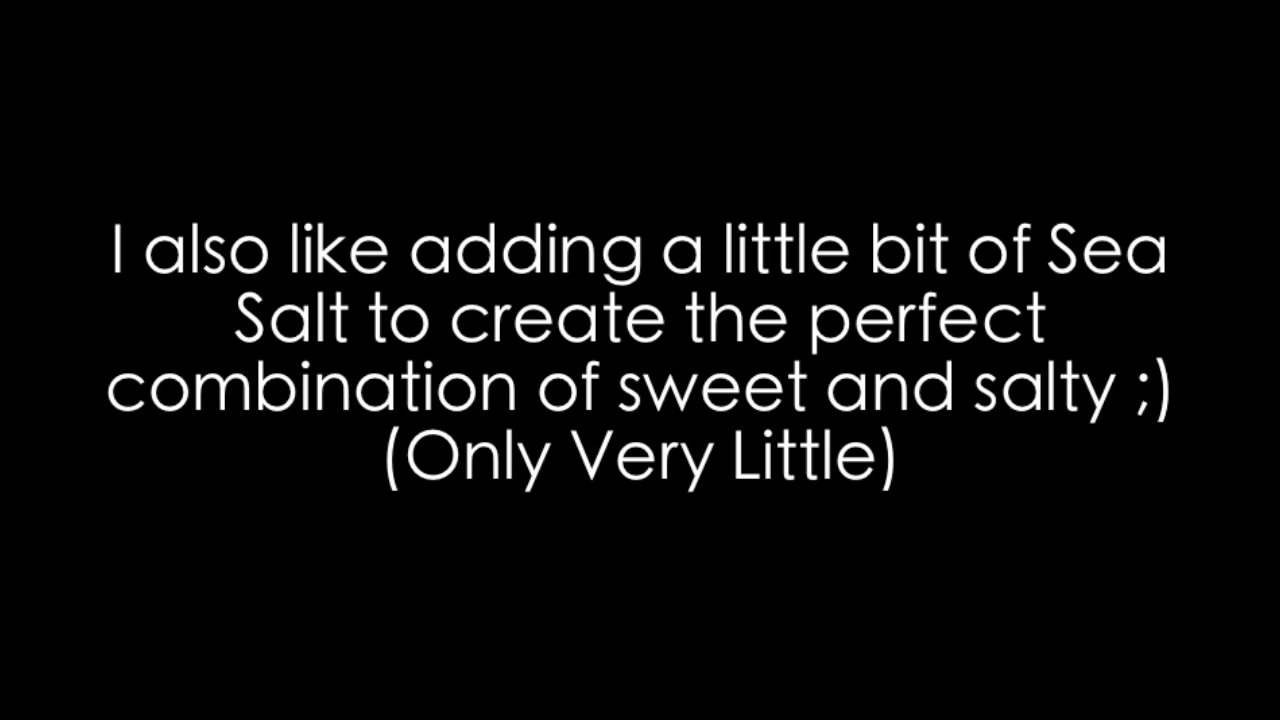 I also like adding a little bit of Sea
Salt to create the perfect
combination of sweet and salty ;)
(Only Very Little)